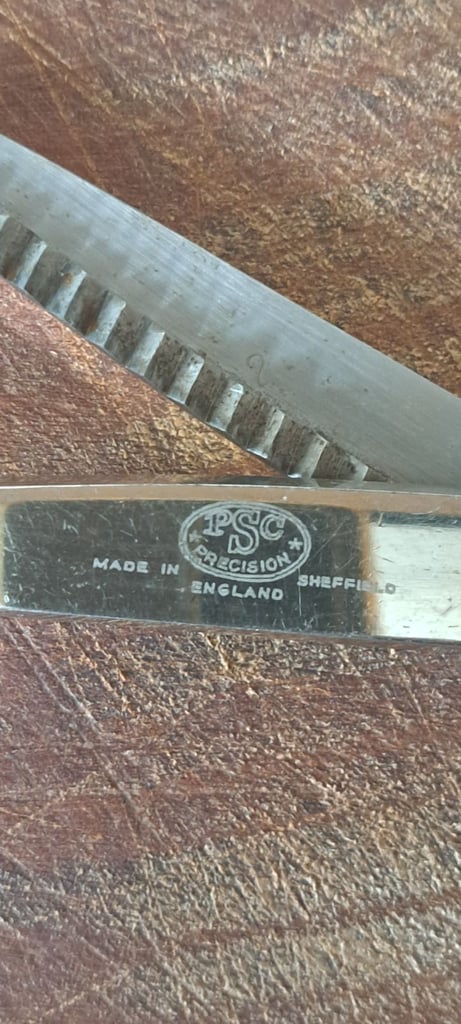 PSC
★ PRECISION ★
MADE IN SHEFFIELD
ENGLAND